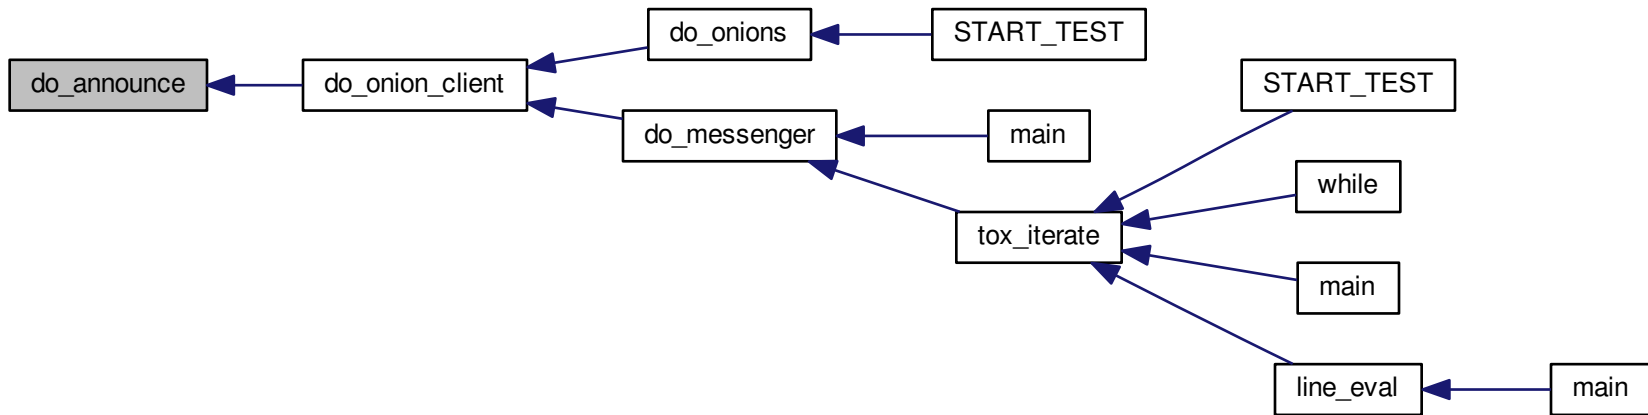 do_announce
do_onion_client
do_onions
START_TEST
do_messenger
main
tox_iterate
START_TEST
while
main
line_eval
main